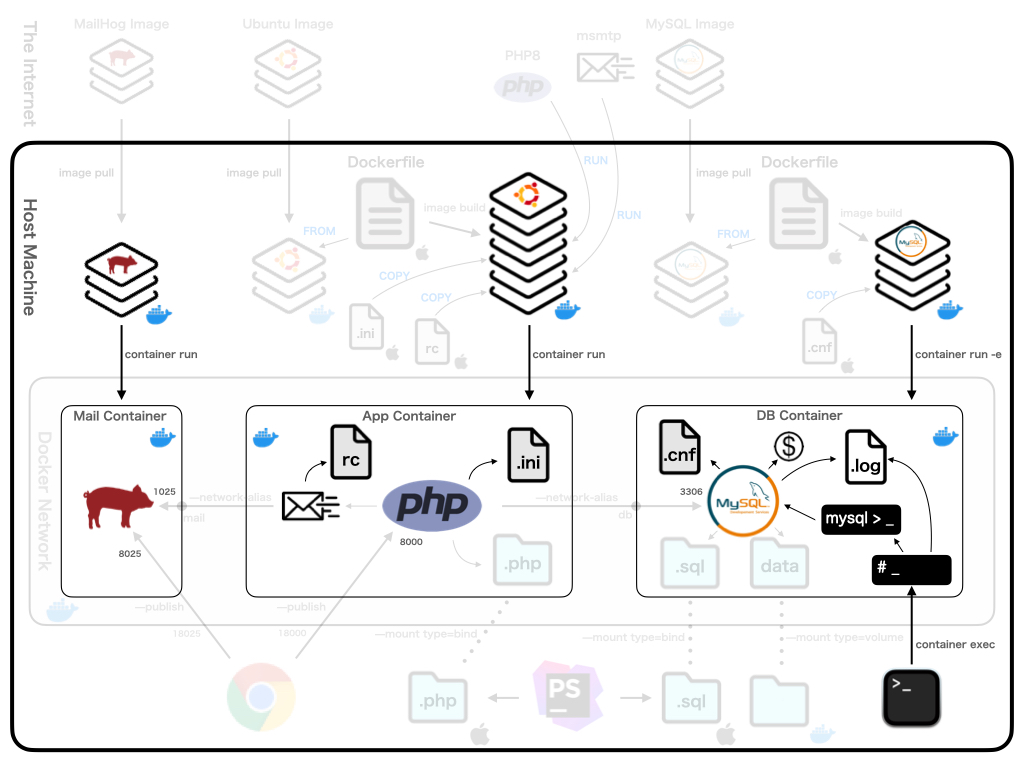 The Internet
MailHog Image
Ubuntu Image
PHP8
php
msmtp
MySQL Image
MySQL
Host Machine
image pull
image pull
Dockerfile
image build
FROM
COPY
COPY
.ini
rc
RUN
RUN
image pull
Dockerfile
image build
FROM
COPY
.cnf
MySQL
MySQL
container run
container run
container run -e
Docker Network
Mail Container
1025
8025
App Container
rc
.ini
php
8000
.php
--network-alias
mail
--network-alias
db
DB Container
.cnf
$
.log
3306
MySQL
mysql > _
# _
.sql
data
--publish
18025
--publish
18000
--mount type=bind
--mount type=bind
--mount type=volume
container exec
.php
PS
.sql
>_